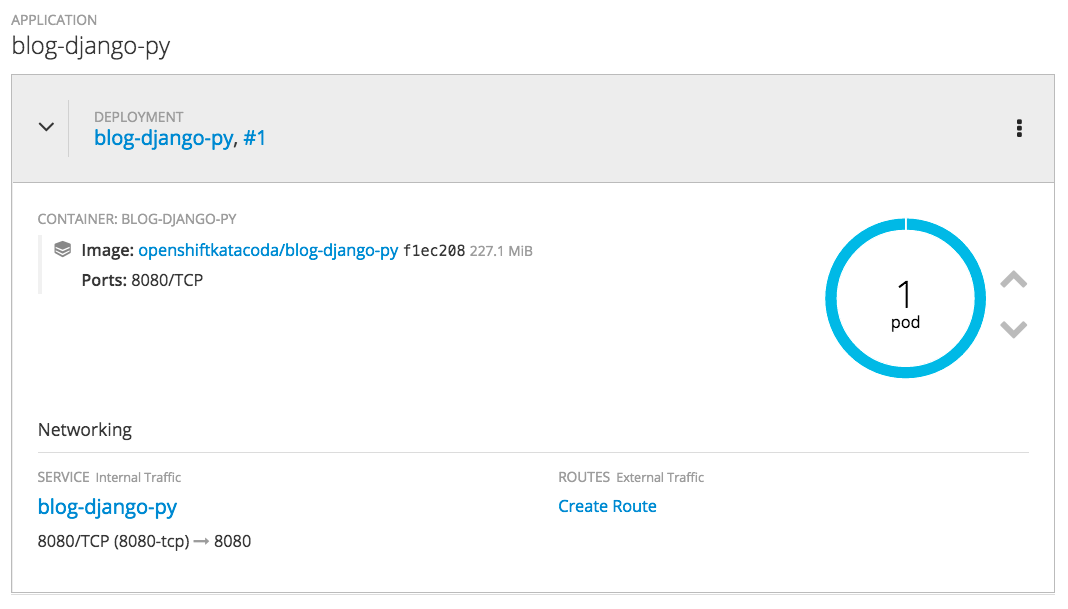 APPLICATION
blog-django-py
DEPLOYMENT
blog-django-py, #1
CONTAINER: BLOG-DJANGO-PY
Image: openshiftkatacoda/blog-django-py f1ec208 227.1 MiB
Ports: 8080/TCP
1
pod
Networking
SERVICE Internal Traffic
blog-django-py
8080/TCP (8080-tcp) → 8080
ROUTES External Traffic
Create Route